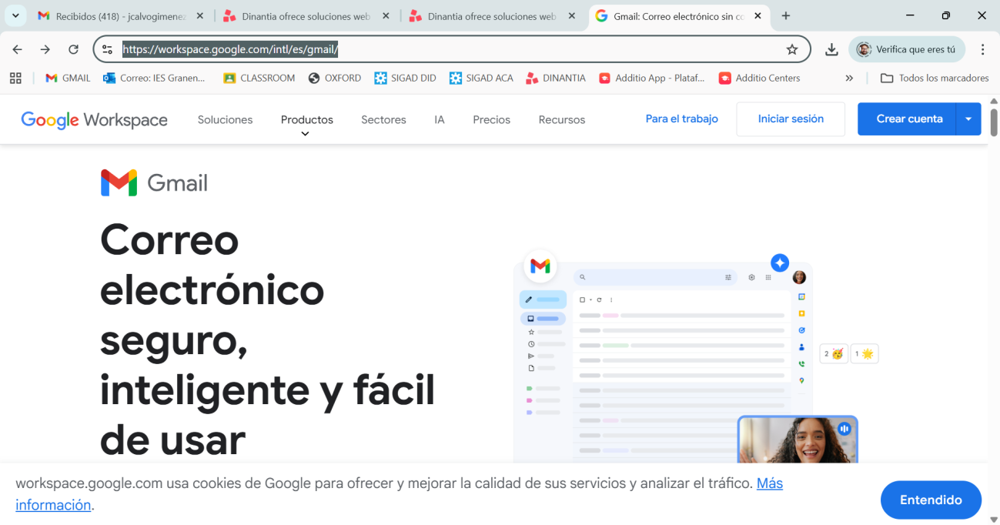 Recibidos (418) - jcalvogimenez
Dinantia ofrece soluciones web
Dinantia ofrece soluciones web
Gmail: Correo electrónico sin co
https://workspace.google.com/intl/es/gmail/
Verifica que eres tú
GMAIL
Correo: IES Granen...
CLASSROOM
OXFORD
SIGAD DID
SIGAD ACA
DINANTIA
Additio App - Plataf...
Additio Centers
Todos los marcadores
Google Workspace
Soluciones
Productos
Sectores
IA
Precios
Recursos
Para el trabajo
Iniciar sesión
Crear cuenta
Gmail
Correo
electrónico
seguro,
inteligente y fácil
de usar
2
1
workspace.google.com usa cookies de Google para ofrecer y mejorar la calidad de sus servicios y analizar el tráfico. Más
información.
Entendido